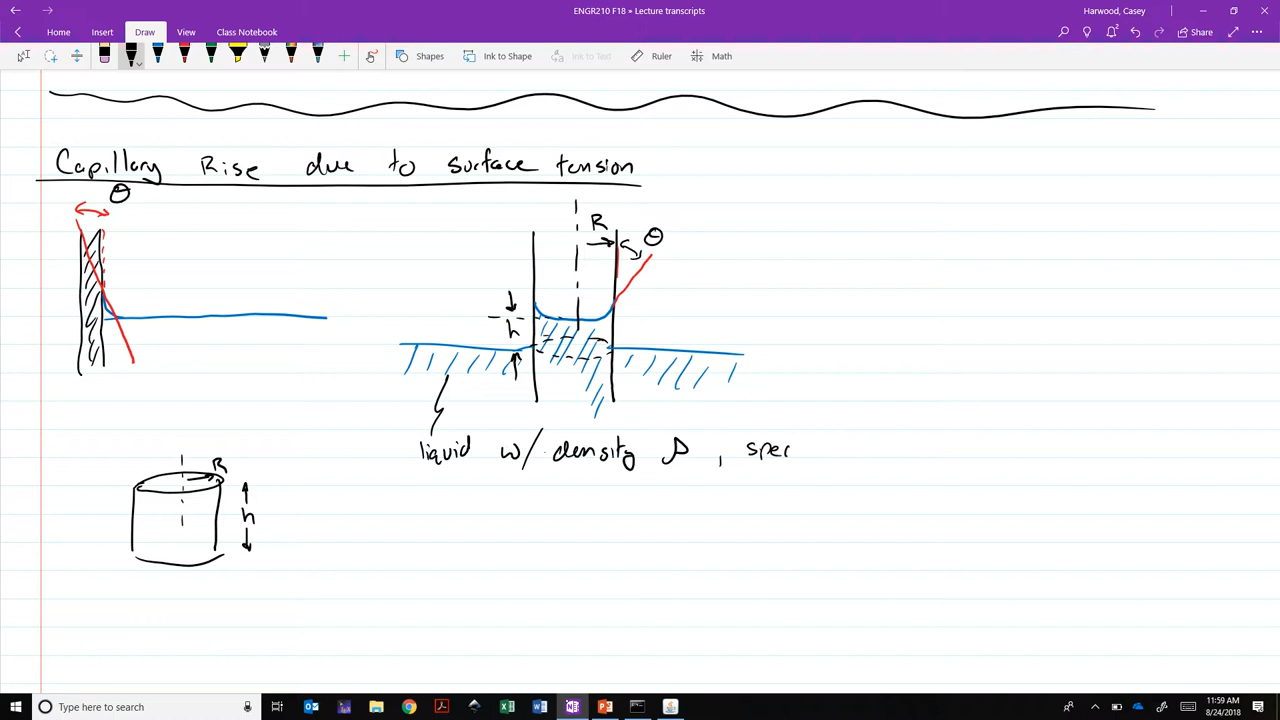 ENGR210 F18 » Lecture transcripts
Harwood, Casey
Home Insert Draw View Class Notebook
Share
Shapes Ink to Shape Ink to Text Ruler Math
Capillary Rise due to surface tension
θ
R θ
h
liquid w/ density ρ, spec
R
h
Type here to search
11:59 AM
8/24/2018